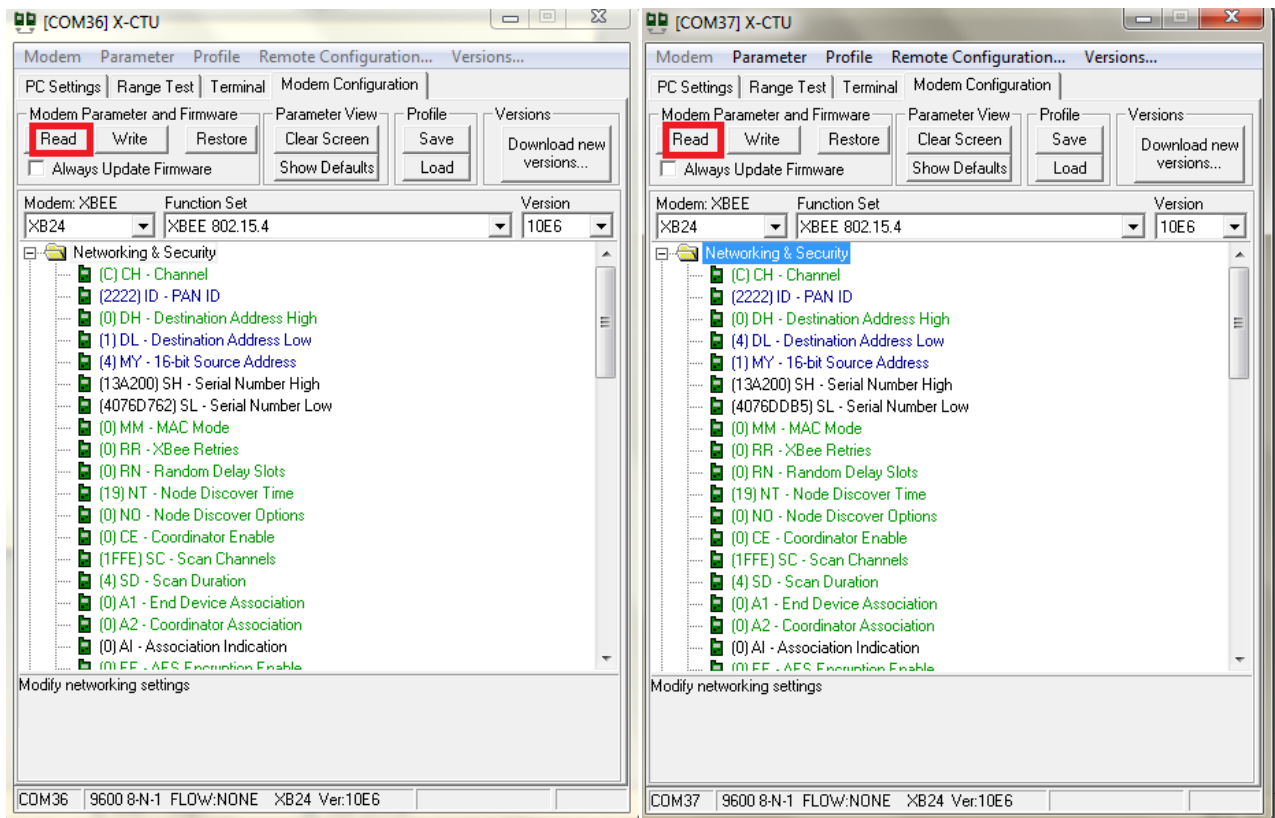 [COM36] X-CTU
Modem Parameter Profile Remote Configuration... Versions...
PC Settings Range Test Terminal Modem Configuration
Modem Parameter and Firmware Parameter View Profile Versions
Read Write Restore Clear Screen Save Download new versions...
Always Update Firmware Show Defaults Load
Modem: XBEE Function Set Version
XB24 XBEE 802.15.4 10E6
Networking & Security
(C) CH - Channel
(2222) ID - PAN ID
(0) DH - Destination Address High
(1) DL - Destination Address Low
(4) MY - 16-bit Source Address
(13A200) SH - Serial Number High
(4076D762) SL - Serial Number Low
(0) MM - MAC Mode
(0) RR - XBee Retries
(0) RN - Random Delay Slots
(19) NT - Node Discover Time
(0) NO - Node Discover Options
(0) CE - Coordinator Enable
(1FFE) SC - Scan Channels
(4) SD - Scan Duration
(0) A1 - End Device Association
(0) A2 - Coordinator Association
(0) AI - Association Indication
(0) EE - AES Encryption Enable
Modify networking settings
COM36 9600 8-N-1 FLOW:NONE XB24 Ver:10E6
[COM37] X-CTU
Modem Parameter Profile Remote Configuration... Versions...
PC Settings Range Test Terminal Modem Configuration
Modem Parameter and Firmware Parameter View Profile Versions
Read Write Restore Clear Screen Save Download new versions...
Always Update Firmware Show Defaults Load
Modem: XBEE Function Set Version
XB24 XBEE 802.15.4 10E6
Networking & Security
(C) CH - Channel
(2222) ID - PAN ID
(0) DH - Destination Address High
(4) DL - Destination Address Low
(1) MY - 16-bit Source Address
(13A200) SH - Serial Number High
(4076DDB5) SL - Serial Number Low
(0) MM - MAC Mode
(0) RR - XBee Retries
(0) RN - Random Delay Slots
(19) NT - Node Discover Time
(0) NO - Node Discover Options
(0) CE - Coordinator Enable
(1FFE) SC - Scan Channels
(4) SD - Scan Duration
(0) A1 - End Device Association
(0) A2 - Coordinator Association
(0) AI - Association Indication
(0) EE - AES Encryption Enable
Modify networking settings
COM37 9600 8-N-1 FLOW:NONE XB24 Ver:10E6